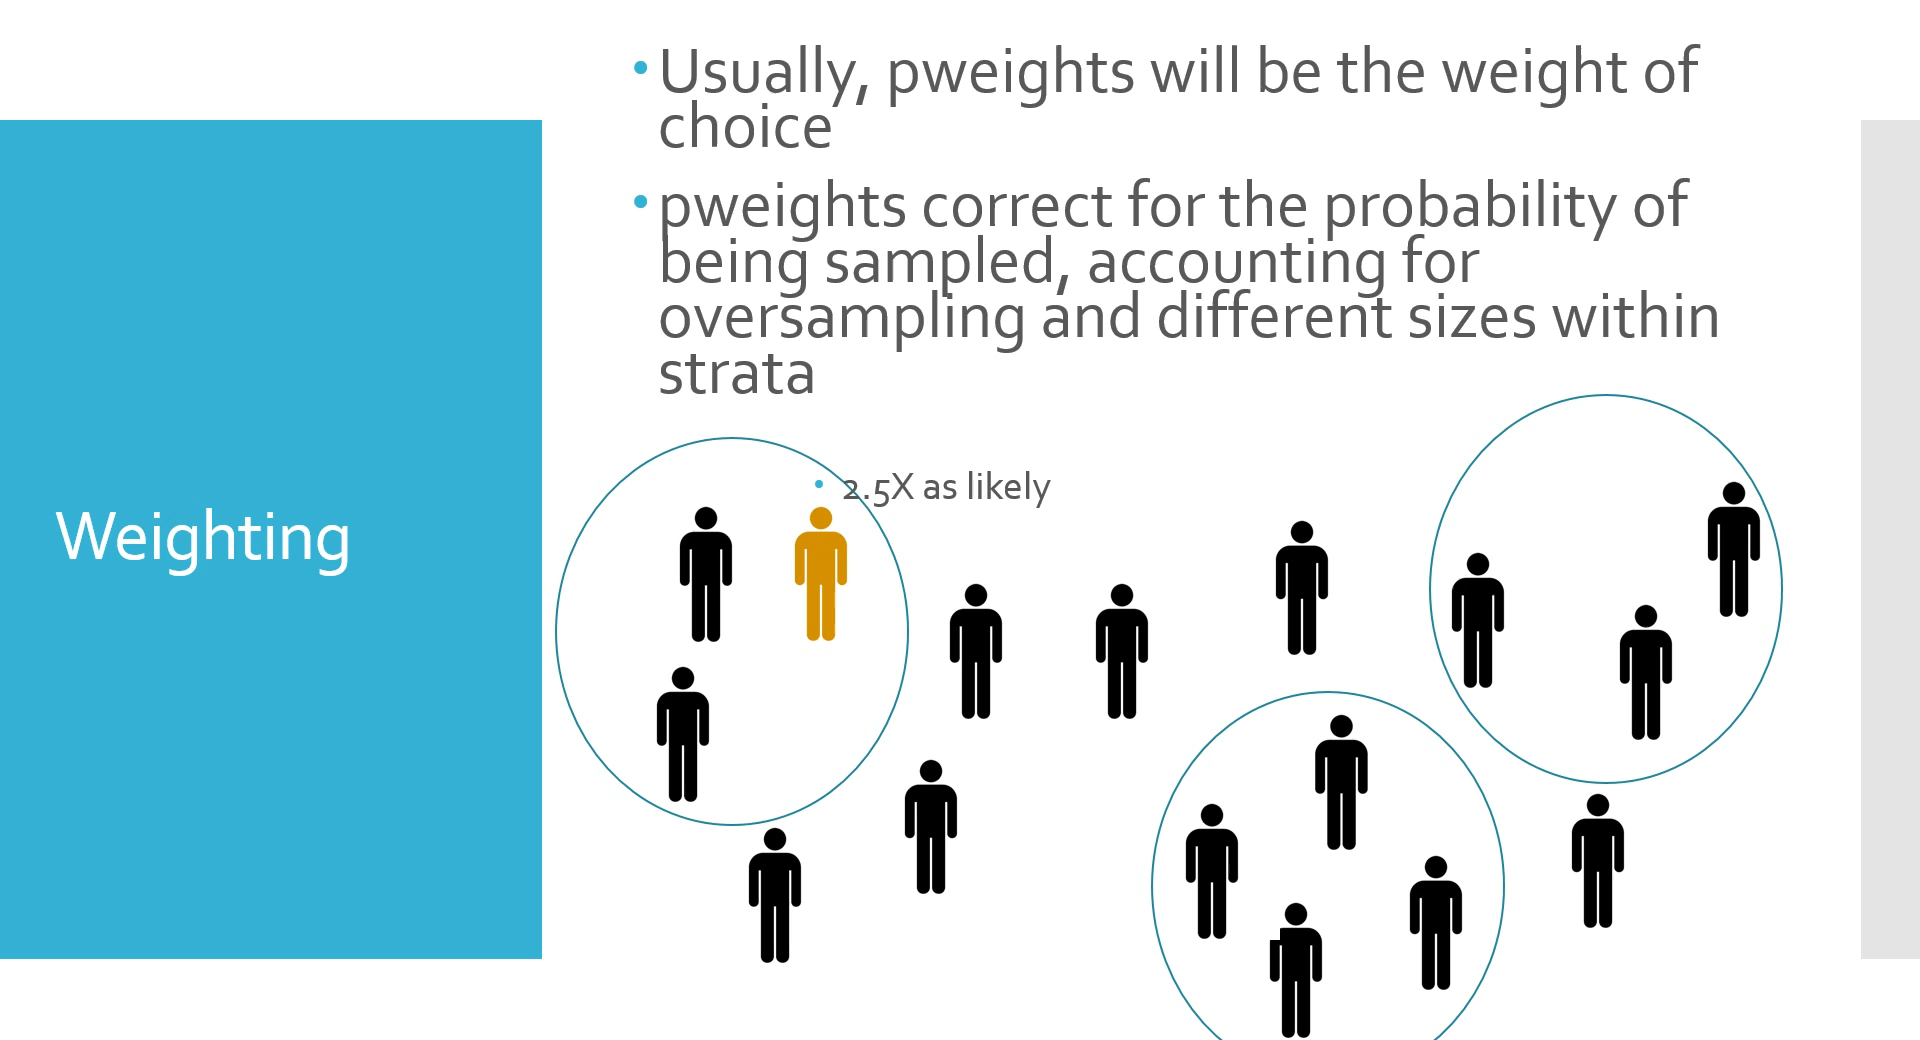 Weighting
• Usually, pweights will be the weight of
choice
• pweights correct for the probability of
being sampled, accounting for
oversampling and different sizes within
strata
• 2.5X as likely